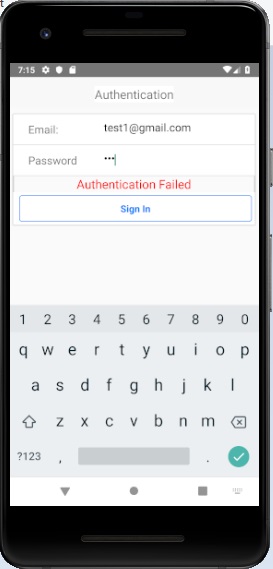 t
7:15
Authentication
Email: test1@gmail.com
Password •••
Authentication Failed
Sign In
1 2 3 4 5 6 7 8 9 0
q w e r t y u i o p
a s d f g h j k l
z x c v b n m
?123 , .